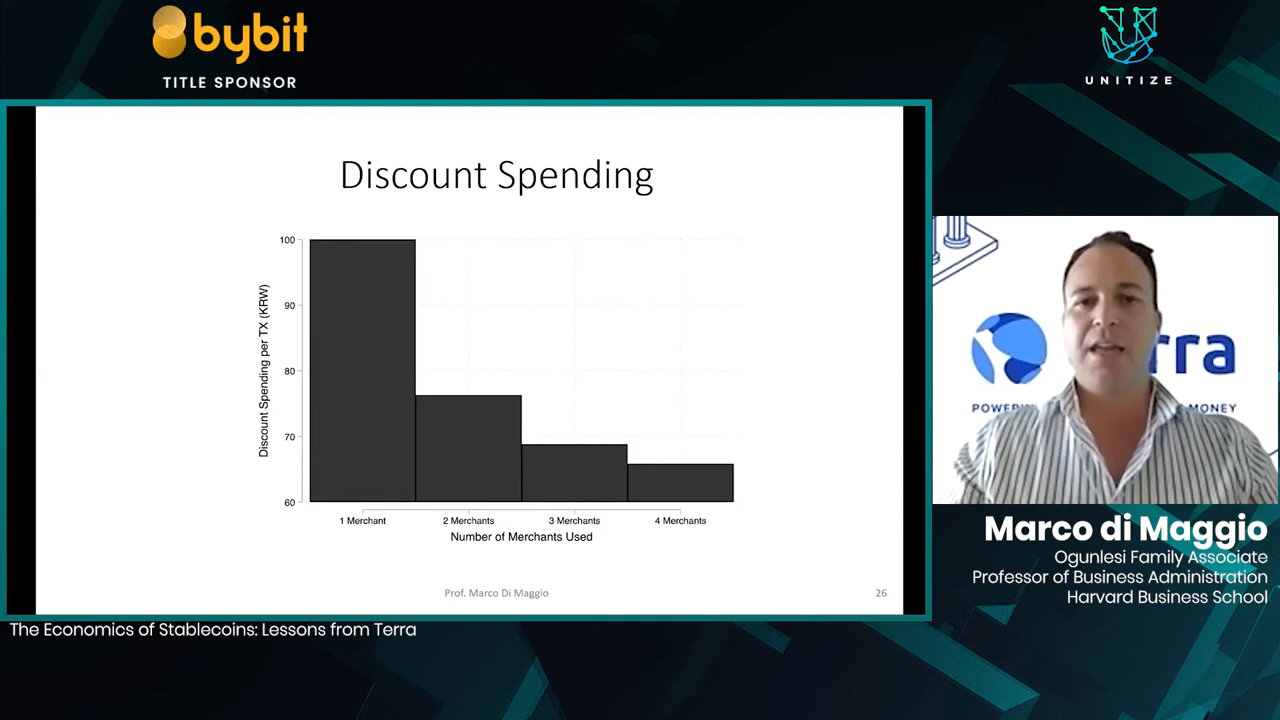 bybit
TITLE SPONSOR
UNITIZE
Discount Spending
100
90
80
70
60
Discount Spending per TX (KRW)
1 Merchant
2 Merchants
3 Merchants
4 Merchants
Number of Merchants Used
Prof. Marco Di Maggio
26
rra
MONEY
Marco di Maggio
Ogunlesi Family Associate
Professor of Business Administration
Harvard Business School
The Economics of Stablecoins: Lessons from Terra